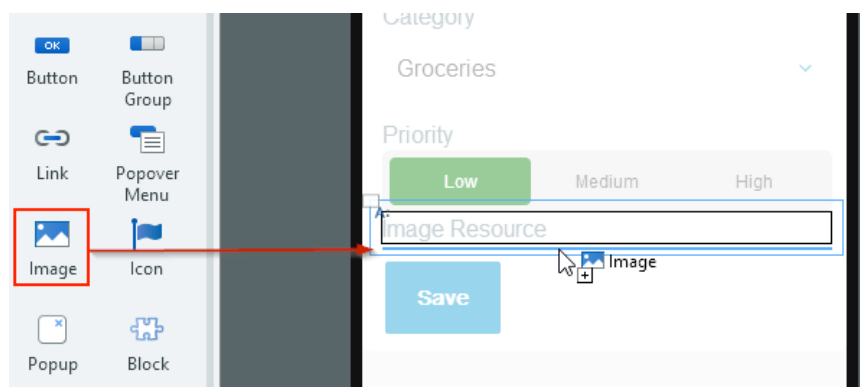 Category
OK
Button
Button
Group
Groceries
Link
Popover
Menu
Priority
Low
Medium
High
A:
Image Resource
Image
Icon
Image
Save
Popup
Block